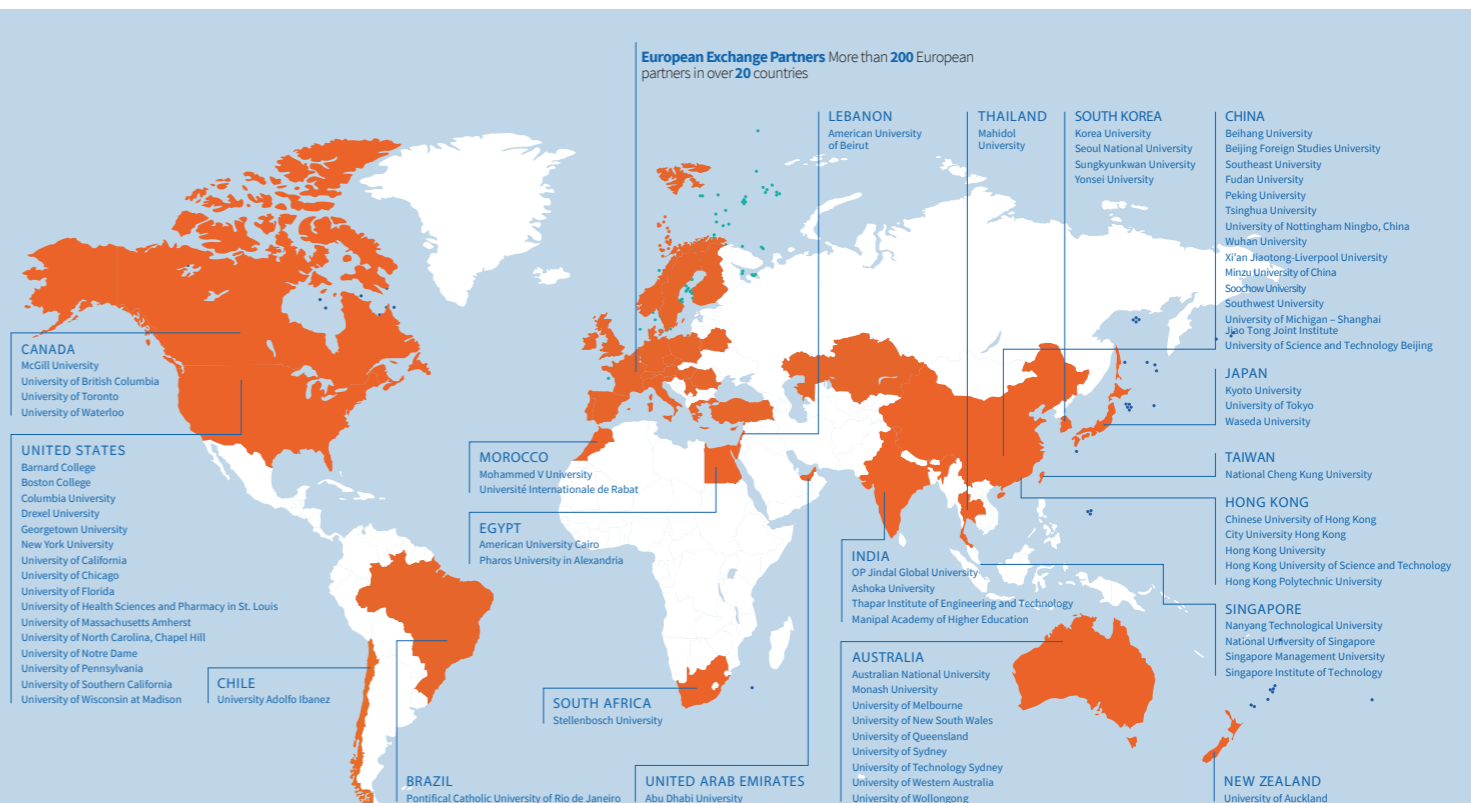 European Exchange Partners More than 200 European
partners in over 20 countries
LEBANON
American University
of Beirut
THAILAND
Mahidol
University
SOUTH KOREA
Korea University
Seoul National University
Sungkyunkwan University
Yonsei University
CHINA
Beihang University
Beijing Foreign Studies University
Southeast University
Fudan University
Peking University
Tsinghua University
University of Nottingham Ningbo, China
Wuhan University
Xi'an Jiaotong-Liverpool University
Minzu University of China
Soochow University
Southwest University
University of Michigan – Shanghai
Jiao Tong Joint Institute
University of Science and Technology Beijing
CANADA
McGill University
University of British Columbia
University of Toronto
University of Waterloo
JAPAN
Kyoto University
University of Tokyo
Waseda University
UNITED STATES
Barnard College
Boston College
Columbia University
Drexel University
Georgetown University
New York University
University of California
University of Chicago
University of Florida
University of Health Sciences and Pharmacy in St. Louis
University of Massachusetts Amherst
University of North Carolina, Chapel Hill
University of Notre Dame
University of Pennsylvania
University of Southern California
University of Wisconsin at Madison
MOROCCO
Mohammed V University
Université Internationale de Rabat
TAIWAN
National Cheng Kung University
EGYPT
American University Cairo
Pharos University in Alexandria
HONG KONG
Chinese University of Hong Kong
City University Hong Kong
Hong Kong University
Hong Kong University of Science and Technology
Hong Kong Polytechnic University
INDIA
OP Jindal Global University
Ashoka University
Thapar Institute of Engineering and Technology
Manipal Academy of Higher Education
SINGAPORE
Nanyang Technological University
National University of Singapore
Singapore Management University
Singapore Institute of Technology
CHILE
University Adolfo Ibanez
SOUTH AFRICA
Stellenbosch University
AUSTRALIA
Australian National University
Monash University
University of Melbourne
University of New South Wales
University of Queensland
University of Sydney
University of Technology Sydney
University of Western Australia
University of Wollongong
BRAZIL
Pontifical Catholic University of Rio de Janeiro
UNITED ARAB EMIRATES
Abu Dhabi University
NEW ZEALAND
University of Auckland